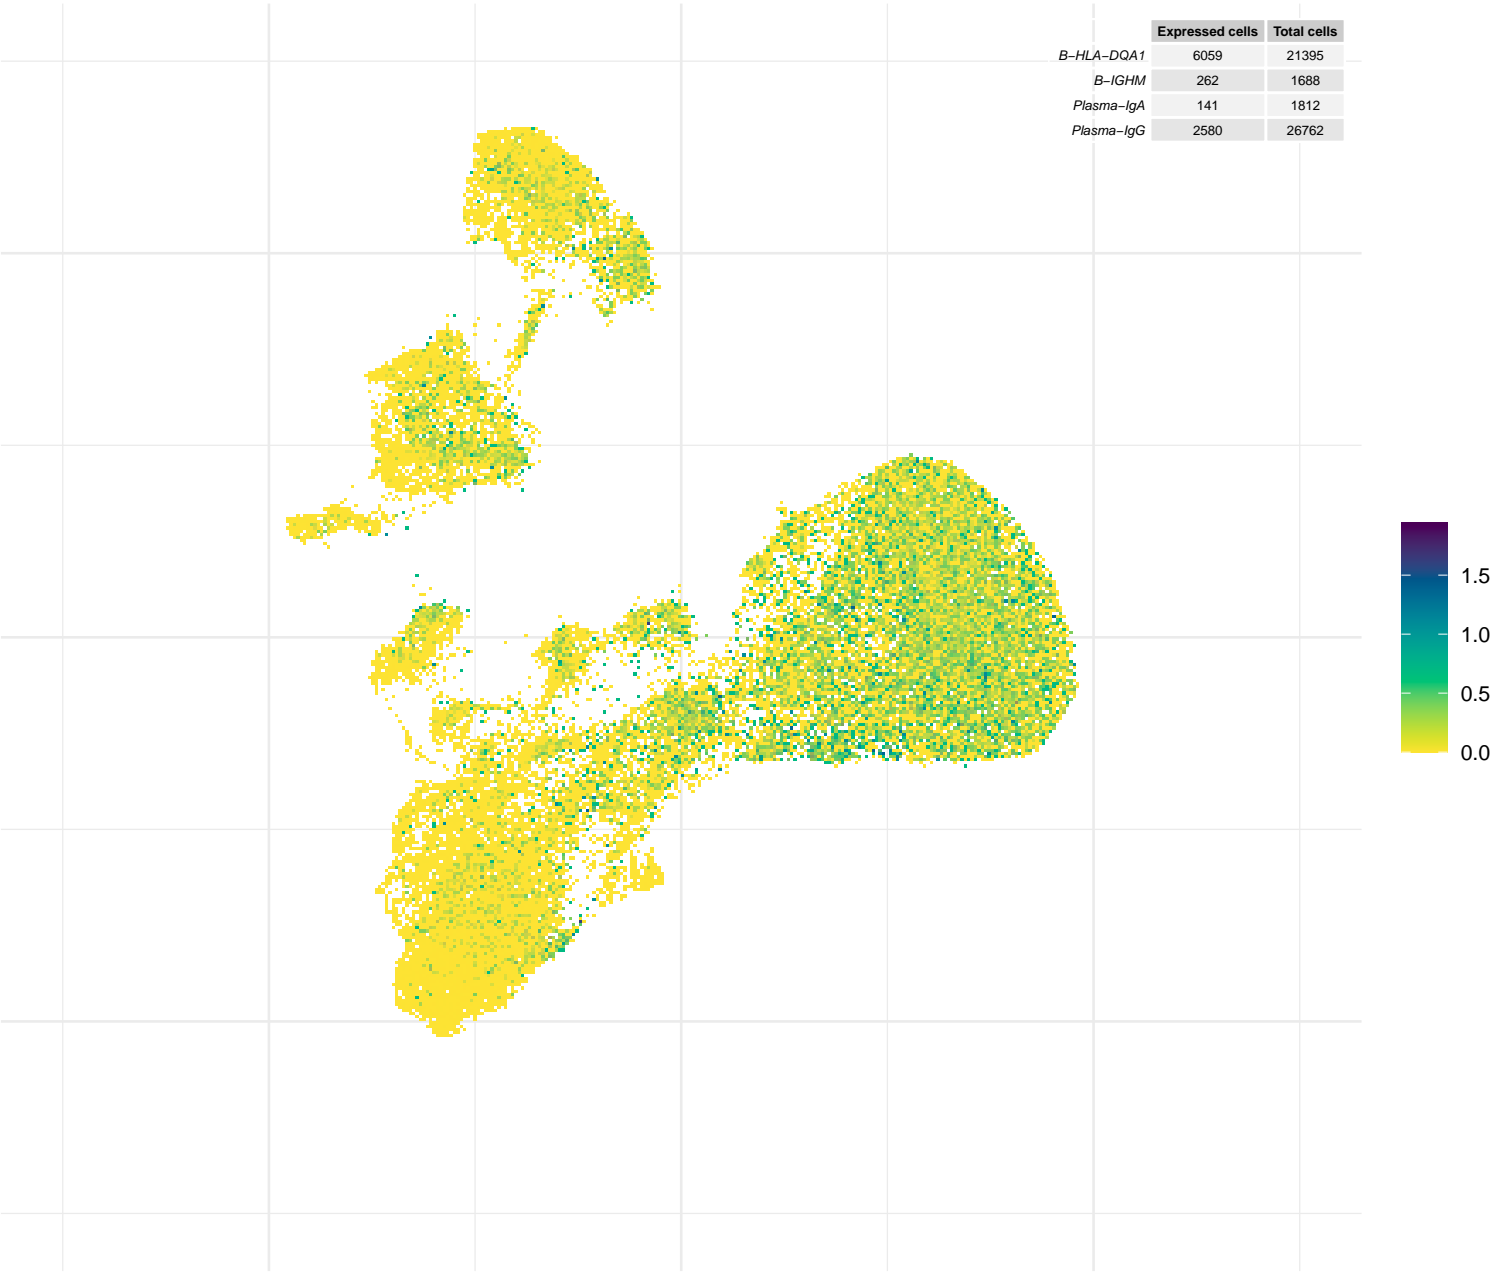 Expressed cells Total cells
B−HLA−DQA1 6059 21395
B−IGHM 262 1688
Plasma−IgA 141 1812
Plasma−IgG 2580 26762
1.5
1.0
0.5
0.0